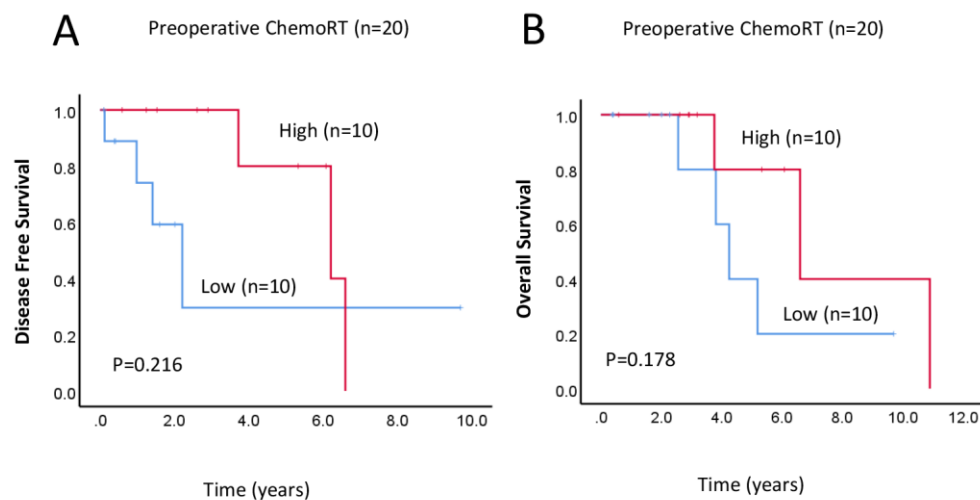 A
Preoperative ChemoRT (n=20)
Disease Free Survival
1.0
0.8
0.6
0.4
0.2
0.0
High (n=10)
Low (n=10)
P=0.216
.0 2.0 4.0 6.0 8.0 10.0
Time (years)
B
Preoperative ChemoRT (n=20)
Overall Survival
1.0
0.8
0.6
0.4
0.2
0.0
High (n=10)
Low (n=10)
P=0.178
.0 2.0 4.0 6.0 8.0 10.0 12.0
Time (years)